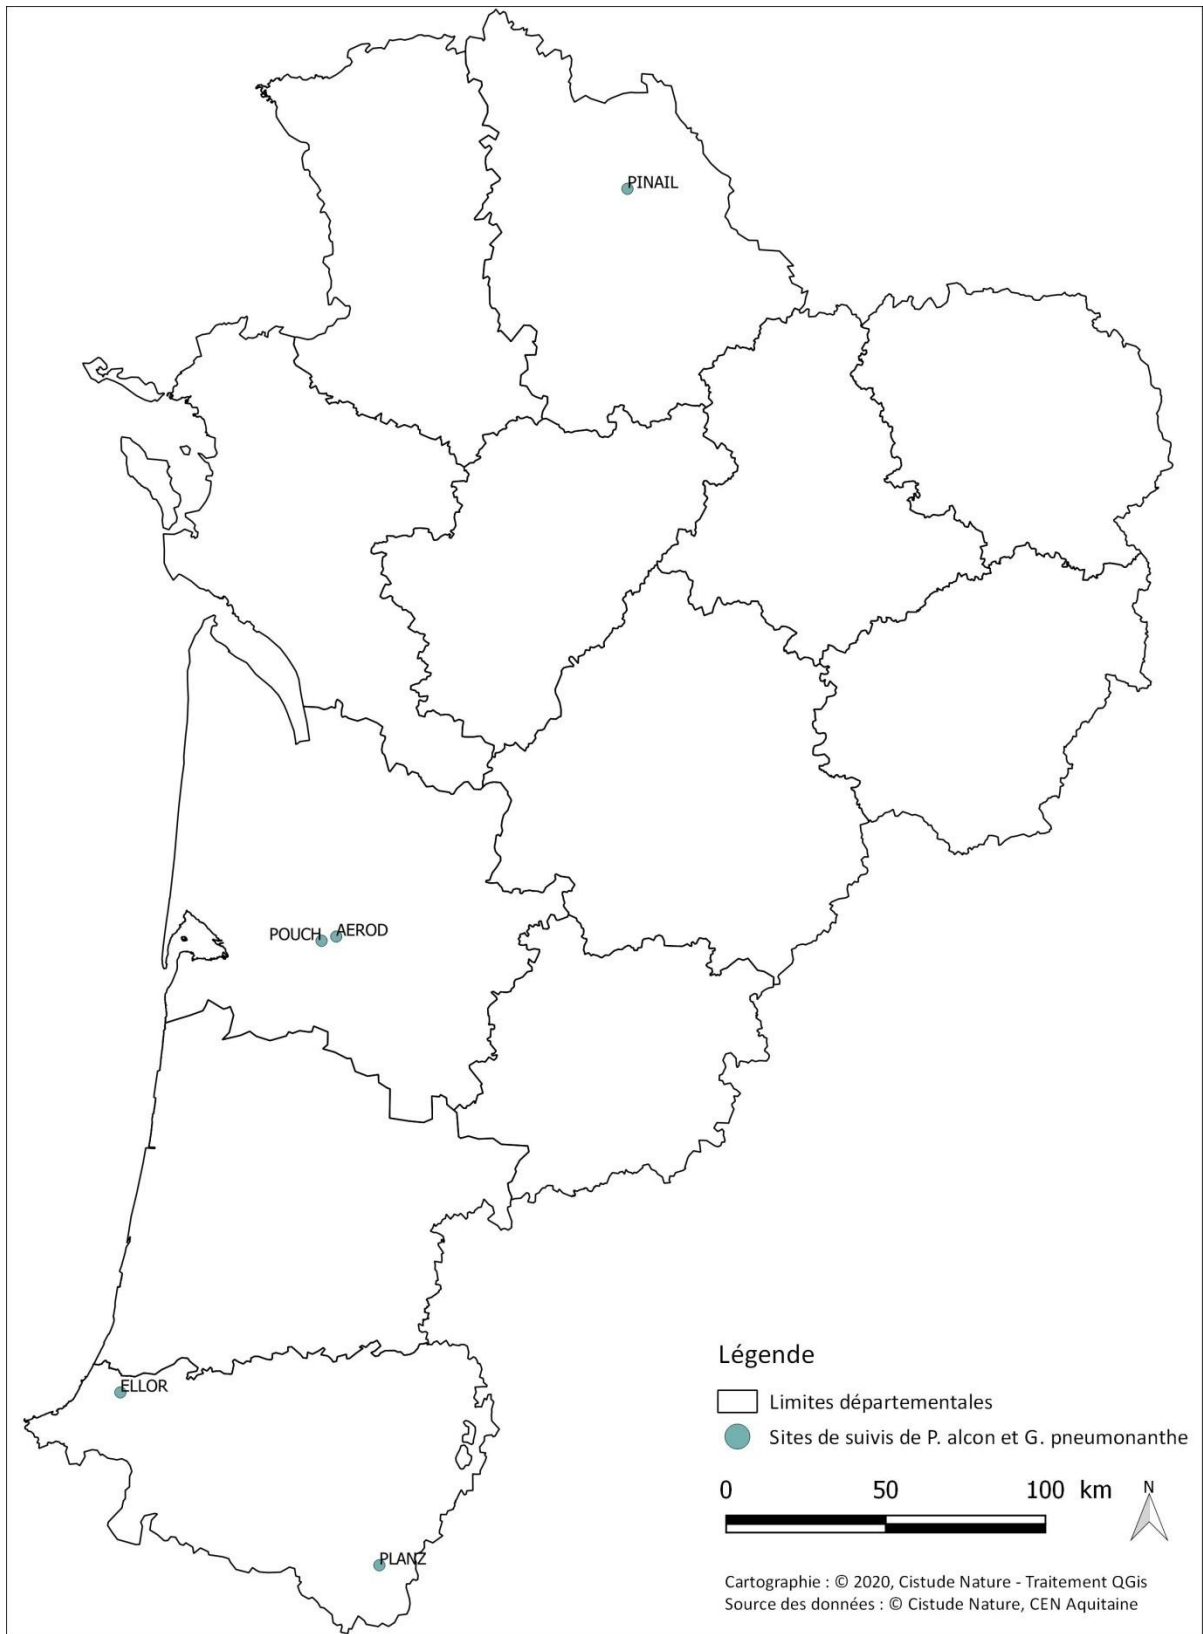 PINAIL
POUCH
AEROD
ELLOR
PLANZ
Légende
Limites départementales
Sites de suivis de P. alcon et G. pneumonanthe
0 50 100 km
N
Cartographie : © 2020, Cistude Nature - Traitement QGis
Source des données : © Cistude Nature, CEN Aquitaine